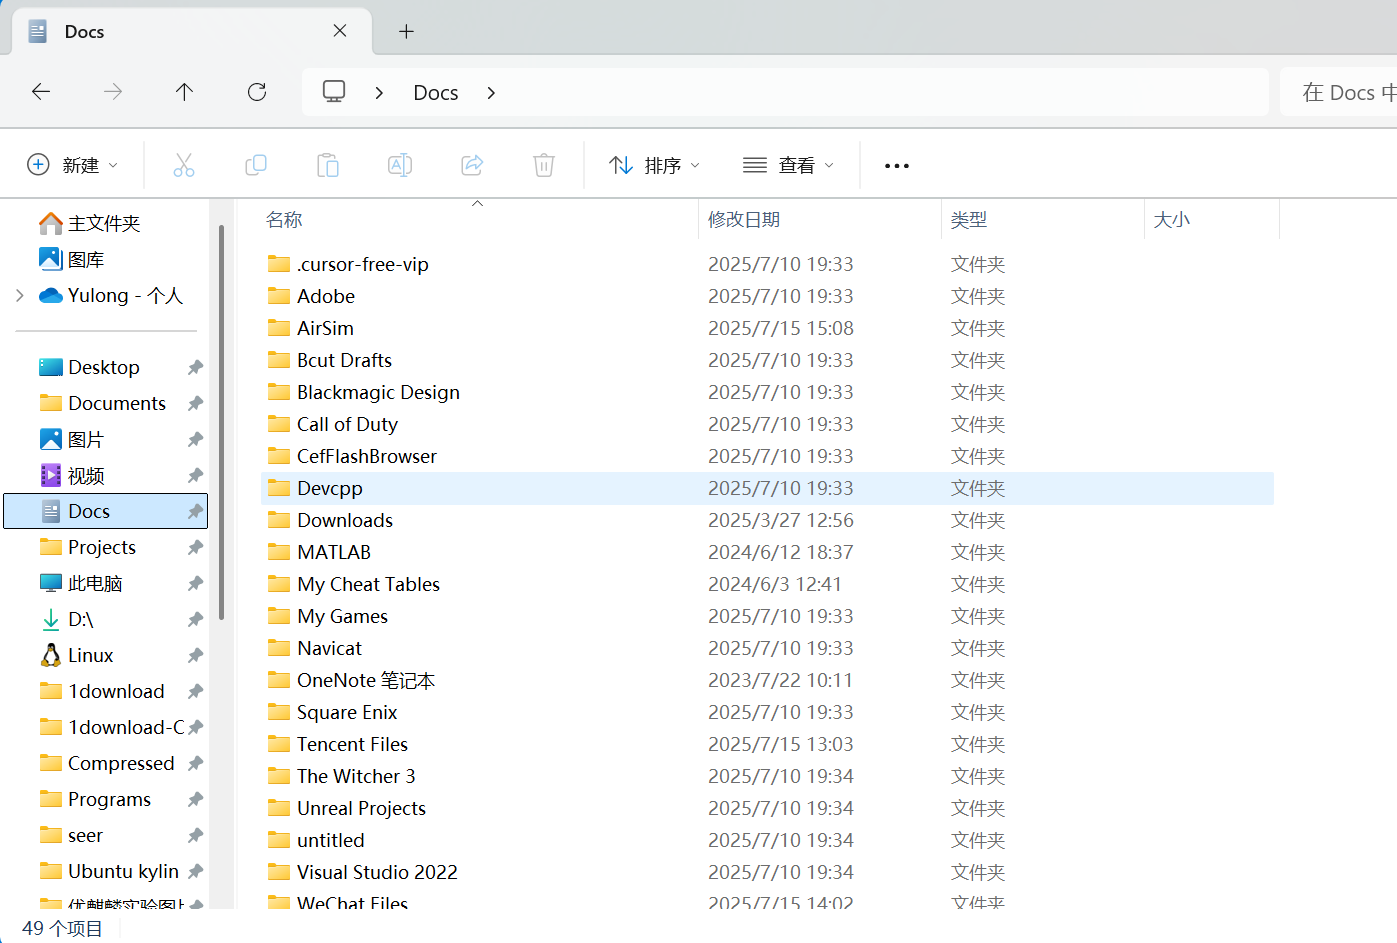 Docs
Docs
在 Docs 中
新建
排序
查看
主文件夹
图库
Yulong - 个人
Desktop
Documents
图片
视频
Docs
Projects
此电脑
D:\
Linux
1download
1download-C
Compressed
Programs
seer
Ubuntu kylin
优麒麟实验图片
49 个项目
名称 修改日期 类型 大小
.cursor-free-vip 2025/7/10 19:33 文件夹
Adobe 2025/7/10 19:33 文件夹
AirSim 2025/7/15 15:08 文件夹
Bcut Drafts 2025/7/10 19:33 文件夹
Blackmagic Design 2025/7/10 19:33 文件夹
Call of Duty 2025/7/10 19:33 文件夹
CefFlashBrowser 2025/7/10 19:33 文件夹
Devcpp 2025/7/10 19:33 文件夹
Downloads 2025/3/27 12:56 文件夹
MATLAB 2024/6/12 18:37 文件夹
My Cheat Tables 2024/6/3 12:41 文件夹
My Games 2025/7/10 19:33 文件夹
Navicat 2025/7/10 19:33 文件夹
OneNote 笔记本 2023/7/22 10:11 文件夹
Square Enix 2025/7/10 19:33 文件夹
Tencent Files 2025/7/15 13:03 文件夹
The Witcher 3 2025/7/10 19:34 文件夹
Unreal Projects 2025/7/10 19:34 文件夹
untitled 2025/7/10 19:34 文件夹
Visual Studio 2022 2025/7/10 19:34 文件夹
WeChat Files 2025/7/15 14:02 文件夹